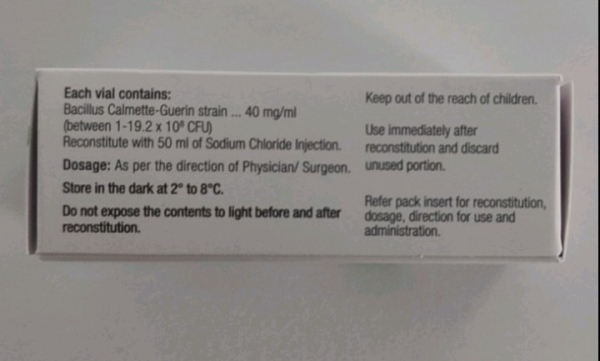 Each vial contains:
Bacillus Calmette-Guerin strain ... 40 mg/ml
(between 1-19.2 x 10⁸ CFU)
Reconstitute with 50 ml of Sodium Chloride Injection.
Dosage: As per the direction of Physician/ Surgeon.
Store in the dark at 2° to 8°C.
Do not expose the contents to light before and after
reconstitution.
Keep out of the reach of children.
Use immediately after
reconstitution and discard
unused portion.
Refer pack insert for reconstitution,
dosage, direction for use and
administration.